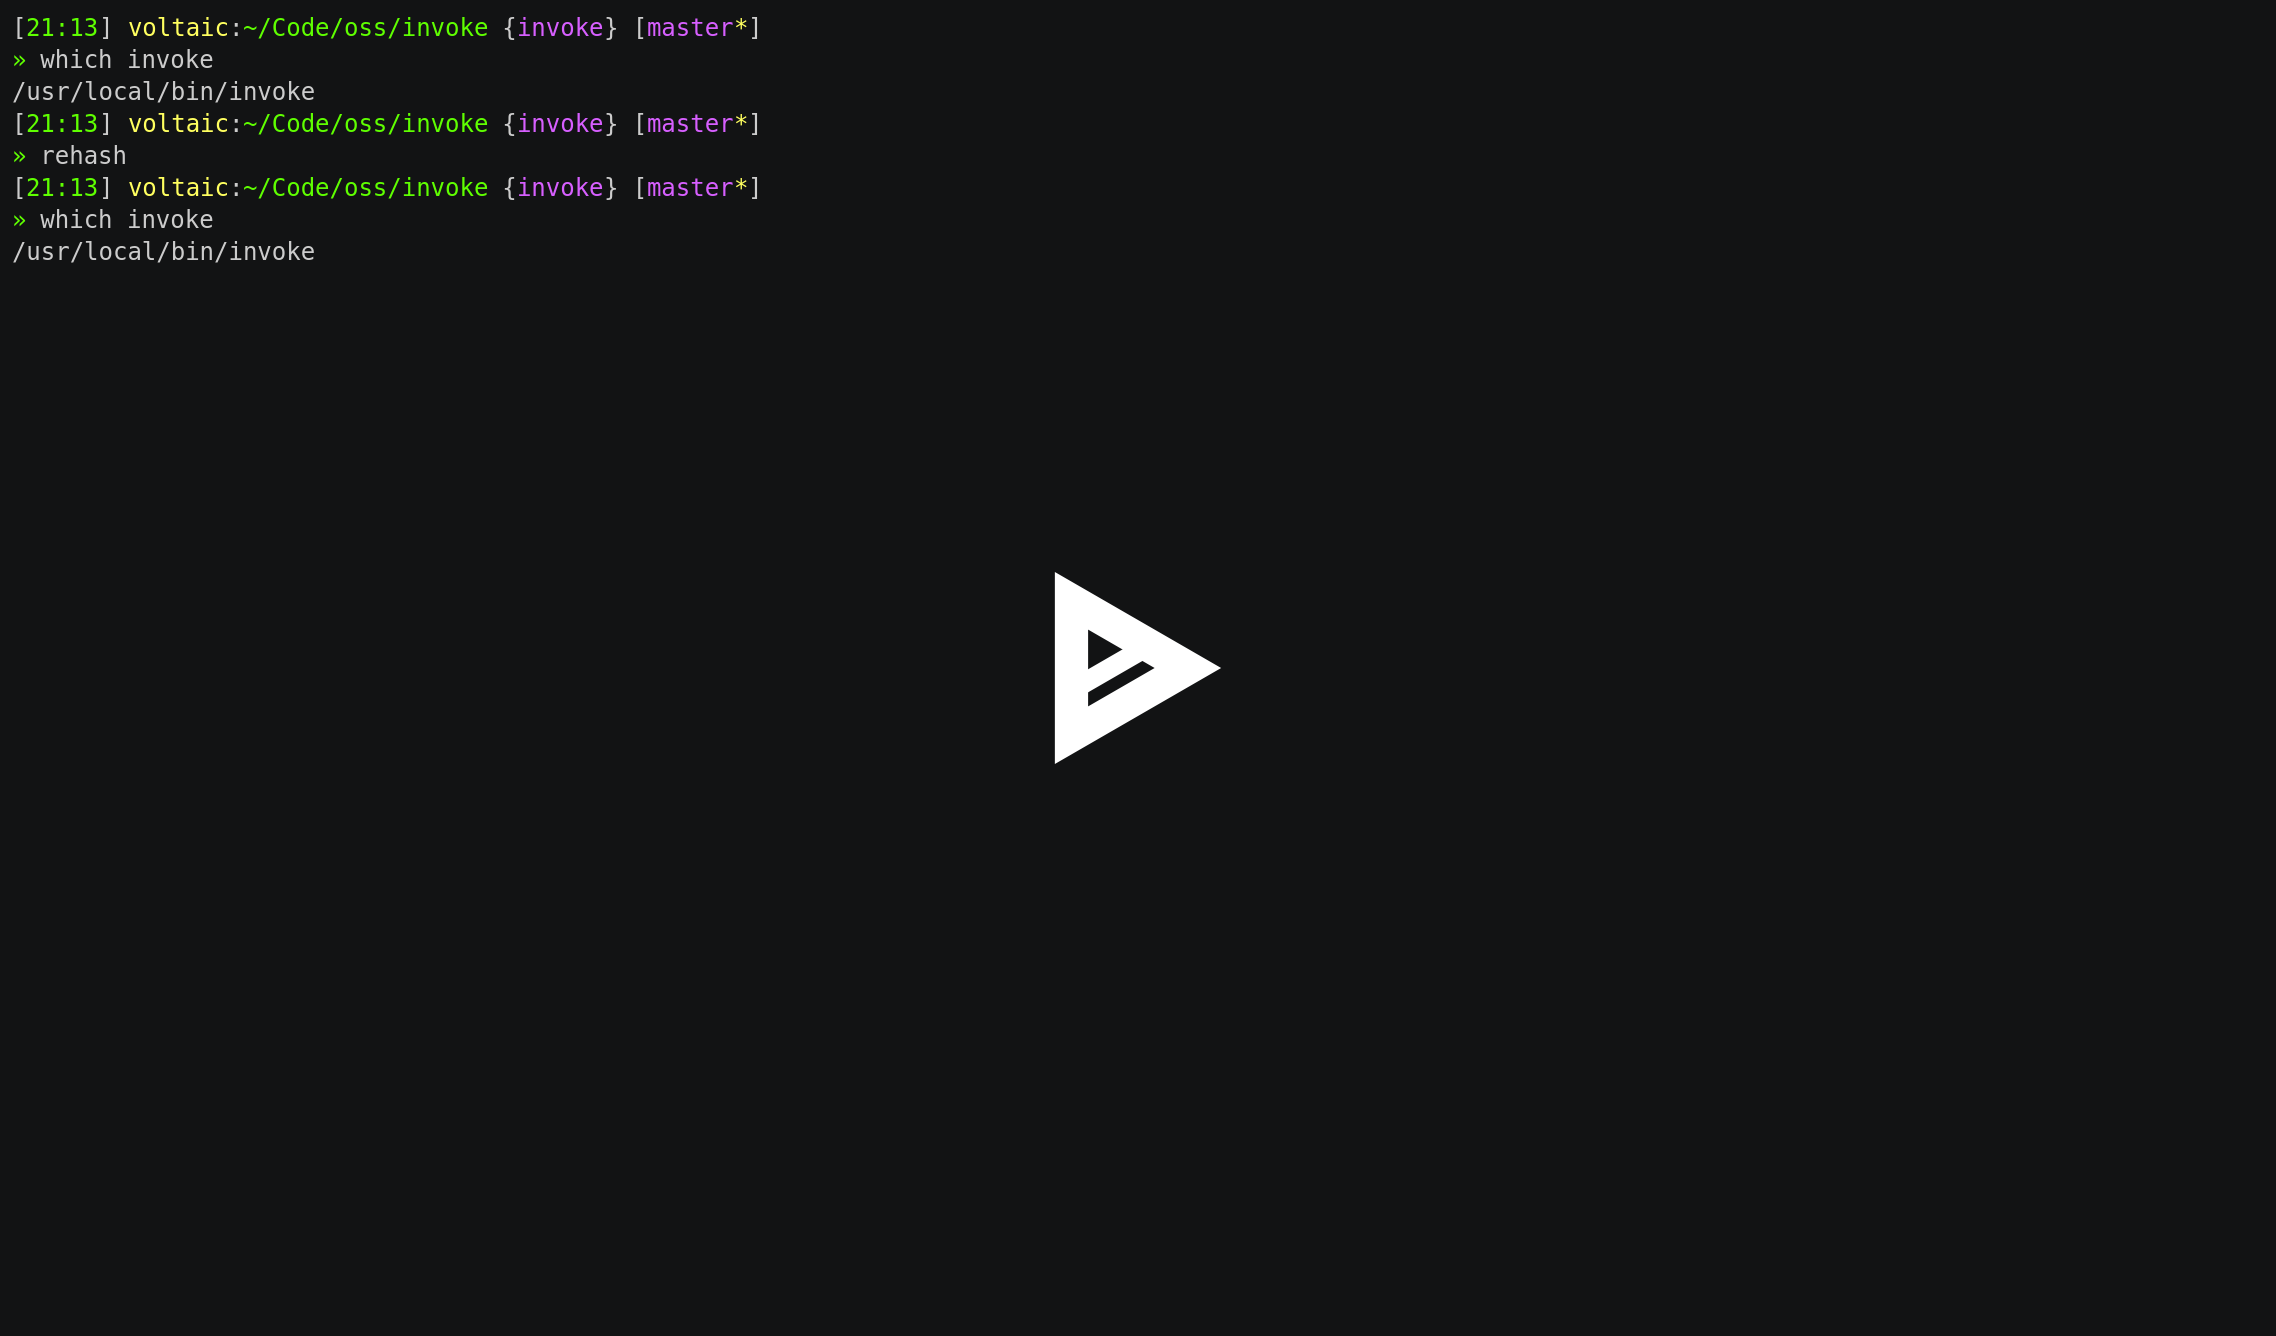 [21:13] voltaic:~/Code/oss/invoke {invoke} [master*]
» which invoke
/usr/local/bin/invoke
[21:13] voltaic:~/Code/oss/invoke {invoke} [master*]
» rehash
[21:13] voltaic:~/Code/oss/invoke {invoke} [master*]
» which invoke
/usr/local/bin/invoke